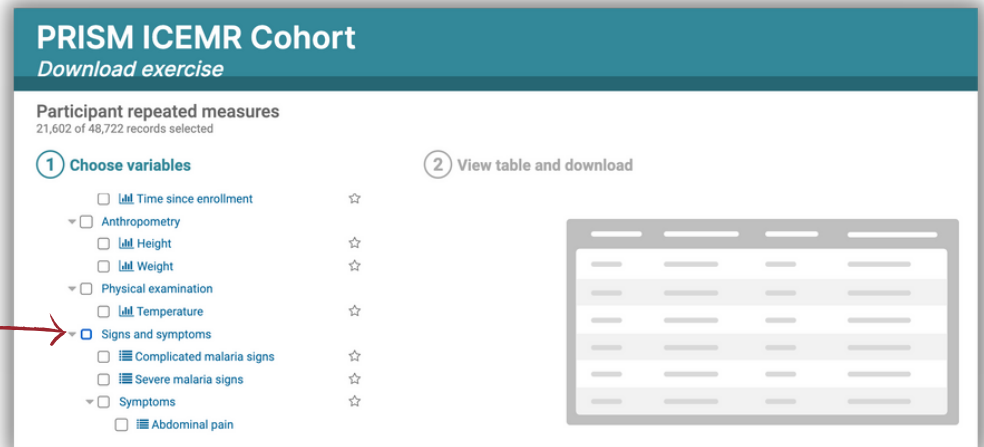 PRISM ICEMR Cohort
Download exercise
Participant repeated measures
21,602 of 48,722 records selected
1 Choose variables
2 View table and download
Time since enrollment
Anthropometry
Height
Weight
Physical examination
Temperature
Signs and symptoms
Complicated malaria signs
Severe malaria signs
Symptoms
Abdominal pain